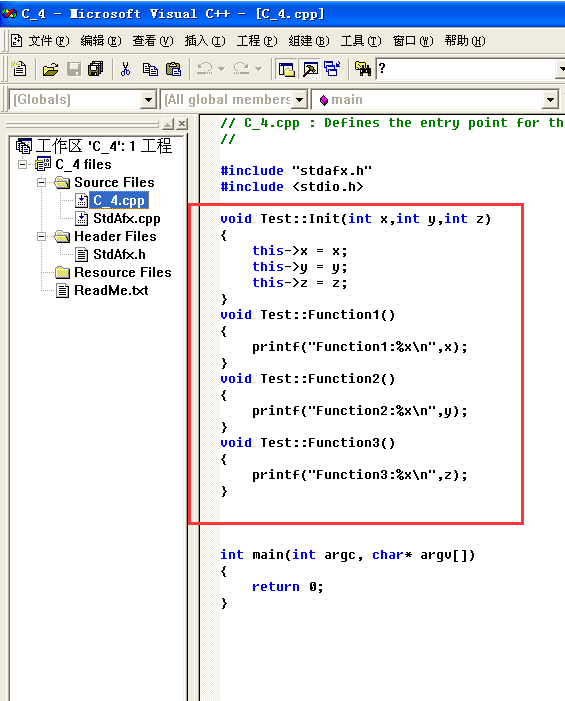 C_4 - Microsoft Visual C++ - [C_4.cpp]
文件(F) 编辑(E) 查看(V) 插入(I) 工程(P) 组建(B) 工具(T) 窗口(W) 帮助(H)
?
(Globals) (All global members main
工作区 'C_4': 1 工程
C_4 files
Source Files
C_4.cpp
StdAfx.cpp
Header Files
StdAfx.h
Resource Files
ReadMe.txt
// C_4.cpp : Defines the entry point for th
//
#include "stdafx.h"
#include <stdio.h>
void Test::Init(int x,int y,int z)
{
this->x = x;
this->y = y;
this->z = z;
}
void Test::Function1()
{
printf("Function1:%x\n",x);
}
void Test::Function2()
{
printf("Function2:%x\n",y);
}
void Test::Function3()
{
printf("Function3:%x\n",z);
}
int main(int argc, char* argv[])
{
return 0;
}